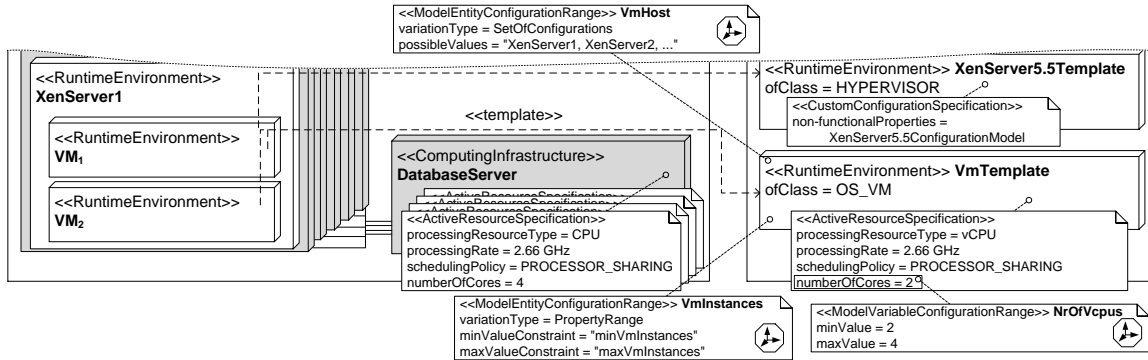 <<ModelEntityConfigurationRange>> VmHost
variationType = SetOfConfigurations
possibleValues = "XenServer1, XenServer2, ..."
<<RuntimeEnvironment>>
XenServer1
<<RuntimeEnvironment>>
VM1
<<RuntimeEnvironment>>
VM2
<<template>>
<<ComputingInfrastructure>>
DatabaseServer
<<ActiveResourceSpecification>>
<<ActiveResourceSpecification>>
<<ActiveResourceSpecification>>
processingResourceType = CPU
processingRate = 2.66 GHz
schedulingPolicy = PROCESSOR_SHARING
numberOfCores = 4
<<RuntimeEnvironment>> XenServer5.5Template
ofClass = HYPERVISOR
<<CustomConfigurationSpecification>>
non-functionalProperties =
XenServer5.5ConfigurationModel
<<RuntimeEnvironment>> VmTemplate
ofClass = OS_VM
<<ActiveResourceSpecification>>
processingResourceType = vCPU
processingRate = 2.66 GHz
schedulingPolicy = PROCESSOR_SHARING
numberOfCores = 2
<<ModelEntityConfigurationRange>> VmInstances
variationType = PropertyRange
minValueConstraint = "minVmInstances"
maxValueConstraint = "maxVmInstances"
<<ModelVariableConfigurationRange>> NrOfVcpus
minValue = 2
maxValue = 4